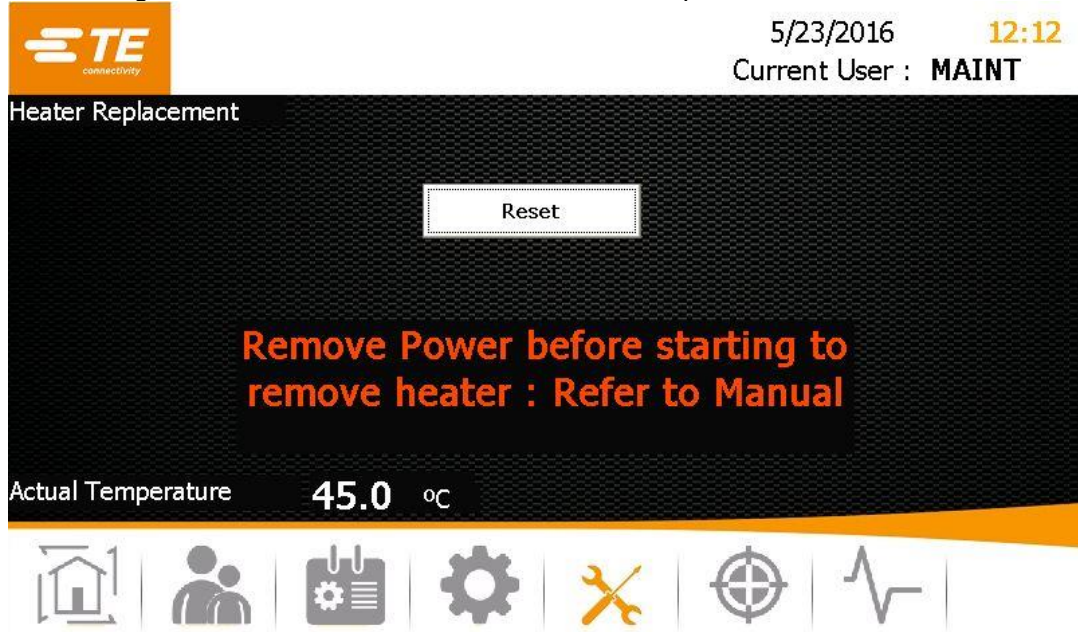 TE
connectivity
5/23/2016 12:12
Current User : MAINT
Heater Replacement
Reset
Remove Power before starting to
remove heater : Refer to Manual
Actual Temperature 45.0 ºC